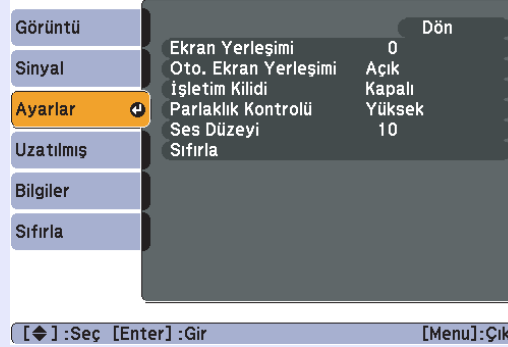 Görüntü
Sinyal
Ayarlar
Uzatılmış
Bilgiler
Sıfırla
Dön
Ekran Yerleşimi 0
Oto. Ekran Yerleşimi Açık
İşletim Kilidi Kapalı
Parlaklık Kontrolü Yüksek
Ses Düzeyi 10
Sıfırla
[◆] :Seç [Enter] :Gir [Menu]:Çık